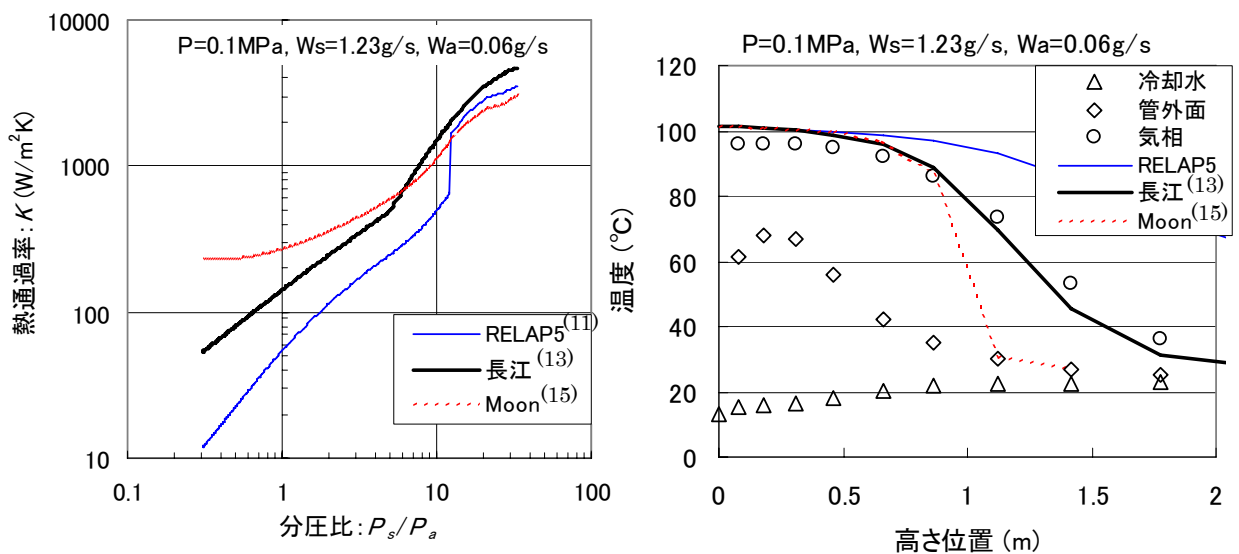 P=0.1MPa, Ws=1.23g/s, Wa=0.06g/s
熱通過率: K (W/m²K)
10000
1000
100
10
RELAP5(11)
長江(13)
Moon(15)
0.1
1
10
100
分圧比: Ps/Pa
P=0.1MPa, Ws=1.23g/s, Wa=0.06g/s
温度 (℃)
120
100
80
60
40
20
0
冷却水
管外面
気相
RELAP5
長江(13)
Moon(15)
0
0.5
1
1.5
2
高さ位置 (m)